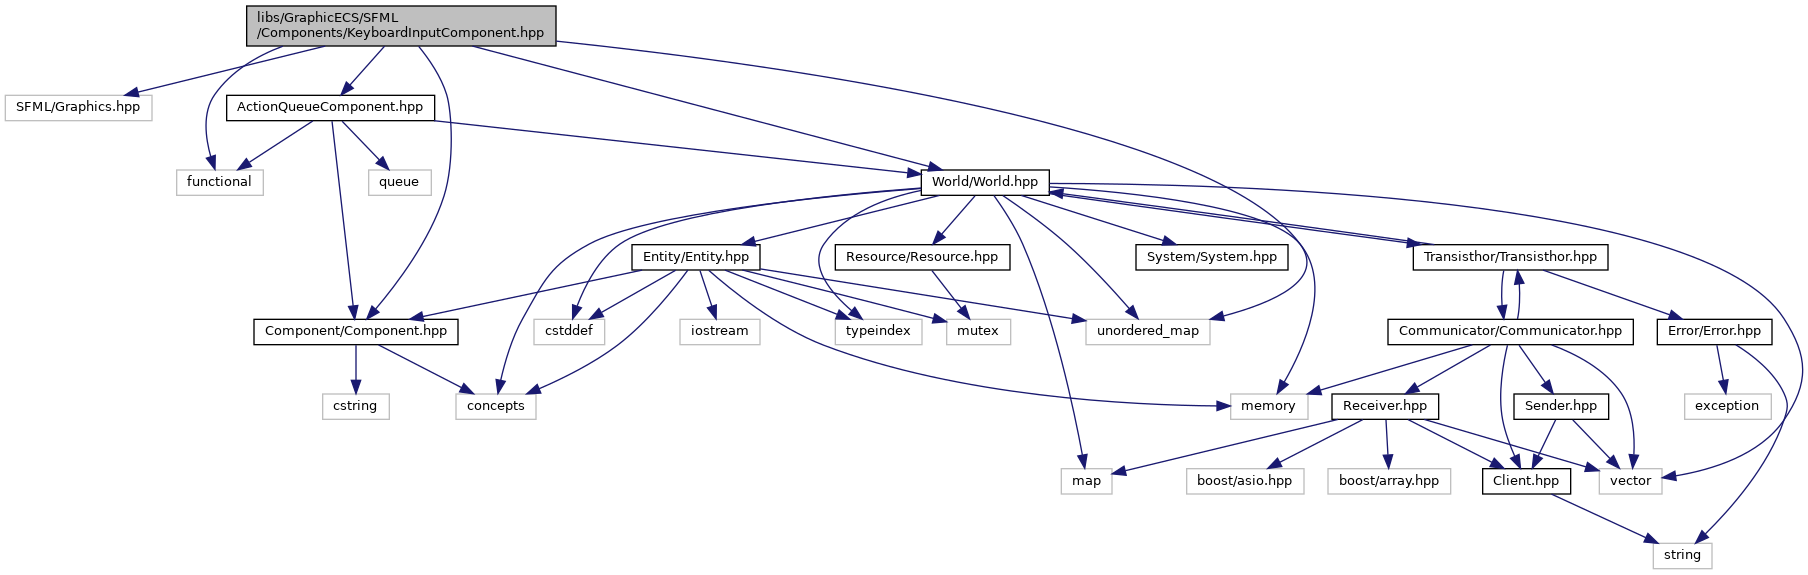 libs/GraphicECS/SFML
/Components/KeyboardInputComponent.hpp
SFML/Graphics.hpp
ActionQueueComponent.hpp
functional
queue
World/World.hpp
Entity/Entity.hpp
Resource/Resource.hpp
System/System.hpp
Transisthor/Transisthor.hpp
Component/Component.hpp
cstddef
iostream
typeindex
mutex
unordered_map
Communicator/Communicator.hpp
Error/Error.hpp
cstring
concepts
memory
Receiver.hpp
Sender.hpp
exception
map
boost/asio.hpp
boost/array.hpp
Client.hpp
vector
string